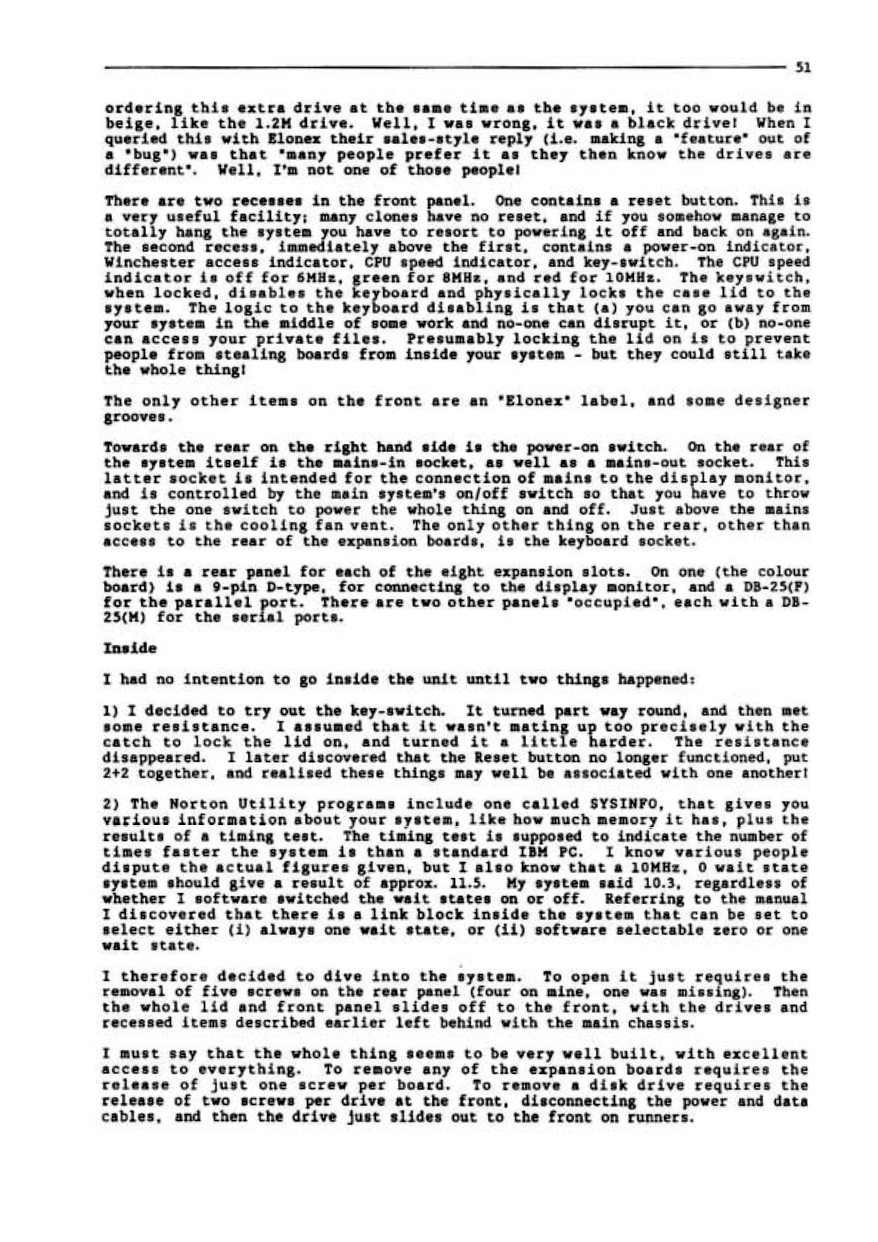 51
ordering this extra drive at the same time as the system, it too would be in
beige, like the 1.2M drive. Well, I was wrong, it was a black drive! When I
queried this with Elonex their sales-style reply (i.e. making a "feature" out of
a "bug") was that "many people prefer it as they then know the drives are
different". Well, I'm not one of those people!
There are two recesses in the front panel. One contains a reset button. This is
a very useful facility; many clones have no reset, and if you somehow manage to
totally hang the system you have to resort to powering it off and back on again.
The second recess, immediately above the first, contains a power-on indicator,
Winchester access indicator, CPU speed indicator, and key-switch. The CPU speed
indicator is off for 6MHz, green for 8MHz, and red for 10MHz. The keyswitch,
when locked, disables the keyboard and physically locks the case lid to the
system. The logic to the keyboard disabling is that (a) you can go away from
your system in the middle of some work and no-one can disrupt it, or (b) no-one
can access your private files. Presumably locking the lid on is to prevent
people from stealing boards from inside your system - but they could still take
the whole thing!
The only other items on the front are an "Elonex" label, and some designer
grooves.
Towards the rear on the right hand side is the power-on switch. On the rear of
the system itself is the mains-in socket, as well as a mains-out socket. This
latter socket is intended for the connection of mains to the display monitor,
and is controlled by the main system's on/off switch so that you have to throw
just the one switch to power the whole thing on and off. Just above the mains
sockets is the cooling fan vent. The only other thing on the rear, other than
access to the rear of the expansion boards, is the keyboard socket.
There is a rear panel for each of the eight expansion slots. On one (the colour
board) is a 9-pin D-type, for connecting to the display monitor, and a DB-25(F)
for the parallel port. There are two other panels "occupied", each with a DB-
25(M) for the serial ports.
Inside
I had no intention to go inside the unit until two things happened:
1) I decided to try out the key-switch. It turned part way round, and then met
some resistance. I assumed that it wasn't mating up too precisely with the
catch to lock the lid on, and turned it a little harder. The resistance
disappeared. I later discovered that the Reset button no longer functioned, put
2+2 together, and realised these things may well be associated with one another!
2) The Norton Utility programs include one called SYSINFO, that gives you
various information about your system, like how much memory it has, plus the
results of a timing test. The timing test is supposed to indicate the number of
times faster the system is than a standard IBM PC. I know various people
dispute the actual figures given, but I also know that a 10MHz, 0 wait state
system should give a result of approx. 11.5. My system said 10.3, regardless of
whether I software switched the wait states on or off. Referring to the manual
I discovered that there is a link block inside the system that can be set to
select either (i) always one wait state, or (ii) software selectable zero or one
wait state.
I therefore decided to dive into the system. To open it just requires the
removal of five screws on the rear panel (four on mine, one was missing). Then
the whole lid and front panel slides off to the front, with the drives and
recessed items described earlier left behind with the main chassis.
I must say that the whole thing seems to be very well built, with excellent
access to everything. To remove any of the expansion boards requires the
release of just one screw per board. To remove a disk drive requires the
release of two screws per drive at the front, disconnecting the power and data
cables, and then the drive just slides out to the front on runners.